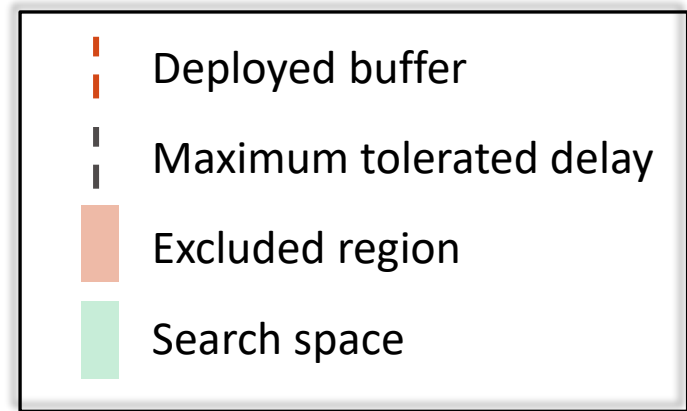 Deployed buffer
Maximum tolerated delay
Excluded region
Search space